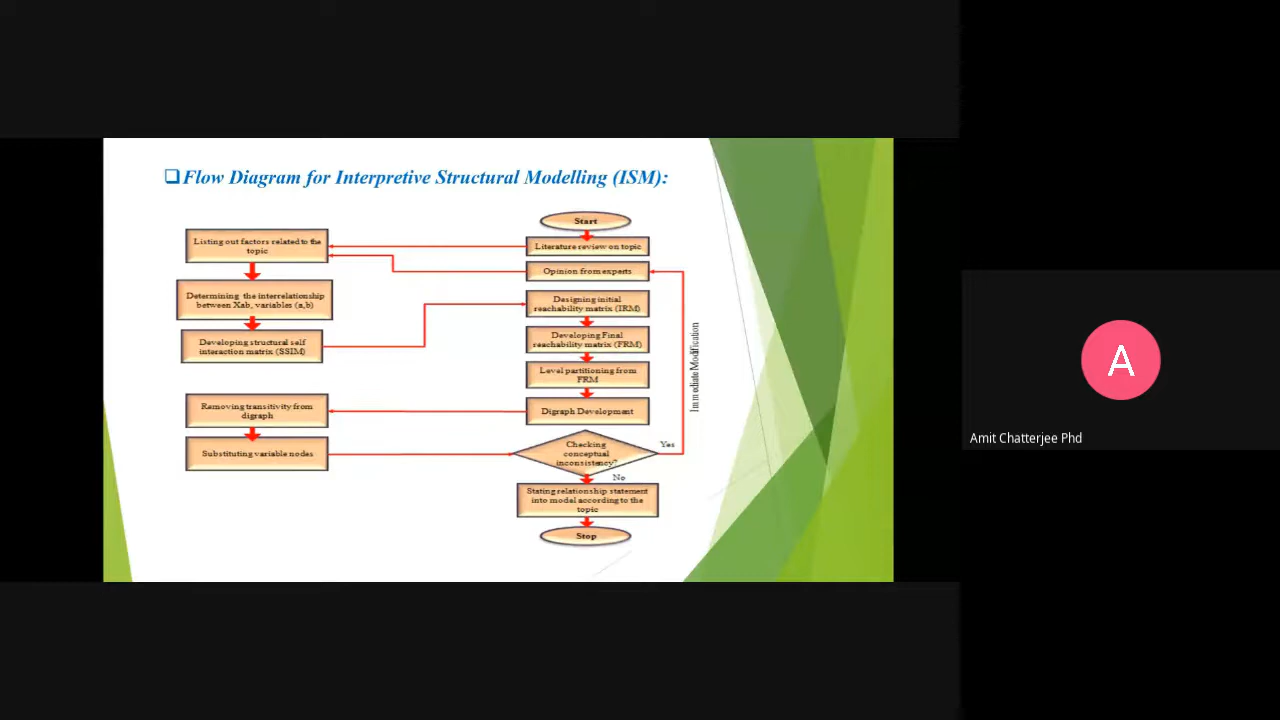 ❑Flow Diagram for Interpretive Structural Modelling (ISM):
Start
Literature review on topic
Opinion from experts
Listing out factors related to the
topic
Determining the interrelationship
between Xab, variables (a,b)
Developing structural self
interaction matrix (SSIM)
Designing initial
reachability matrix (IRM)
Developing Final
reachability matrix (FRM)
Level partitioning from
FRM
Digraph Development
Removing transitivity from
digraph
Substituting variable nodes
Checking
conceptual
inconsistency?
Yes
Immediate Modification
No
Stating relationship statement
into model according to the
topic
Stop
A
Amit Chatterjee Phd